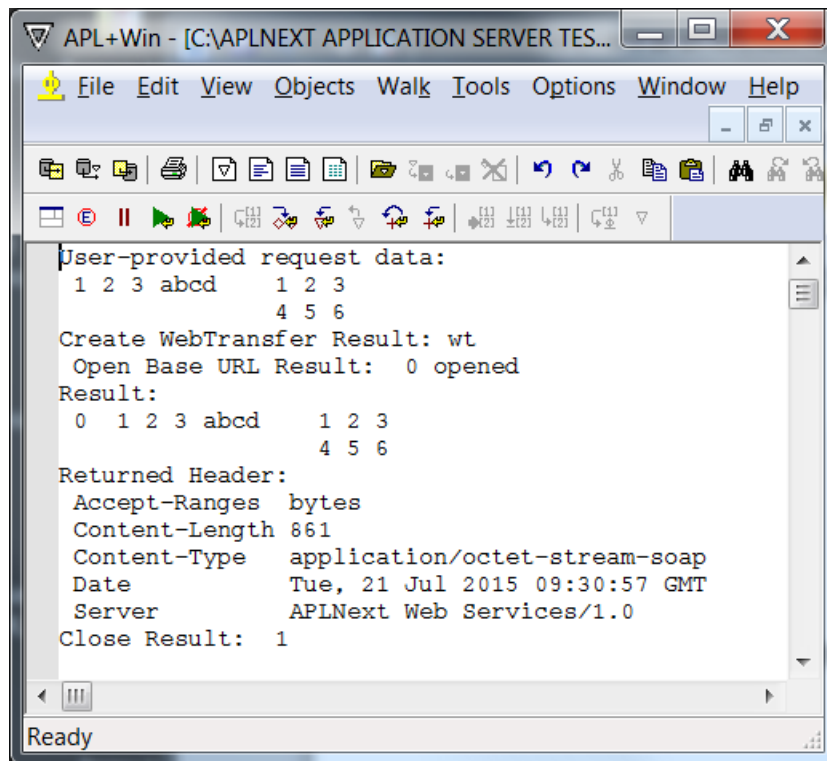 APL+Win - [C:\APLNEXT APPLICATION SERVER TES...
File Edit View Objects Walk Tools Options Window Help
User-provided request data:
1 2 3 abcd 1 2 3
4 5 6
Create WebTransfer Result: wt
Open Base URL Result: 0 opened
Result:
0 1 2 3 abcd 1 2 3
4 5 6
Returned Header:
Accept-Ranges bytes
Content-Length 861
Content-Type application/octet-stream-soap
Date Tue, 21 Jul 2015 09:30:57 GMT
Server APLNext Web Services/1.0
Close Result: 1
Ready